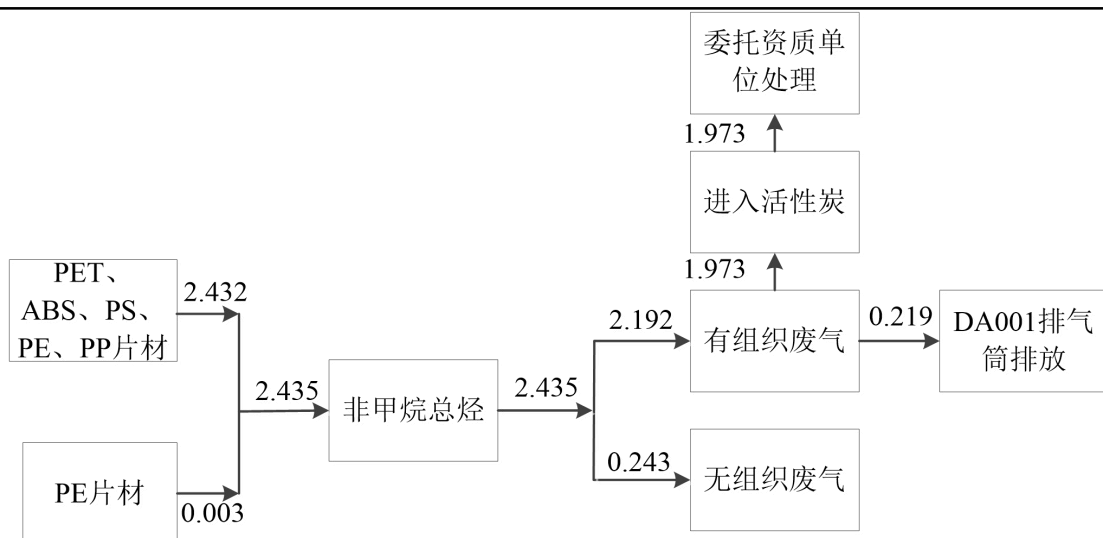 委托资质单
位处理
1.973
进入活性炭
1.973
PET、
ABS、PS、
PE、PP片材
2.432
2.435
非甲烷总烃
2.435
2.192
有组织废气
0.219
DA001排气
筒排放
PE片材
0.003
0.243
无组织废气